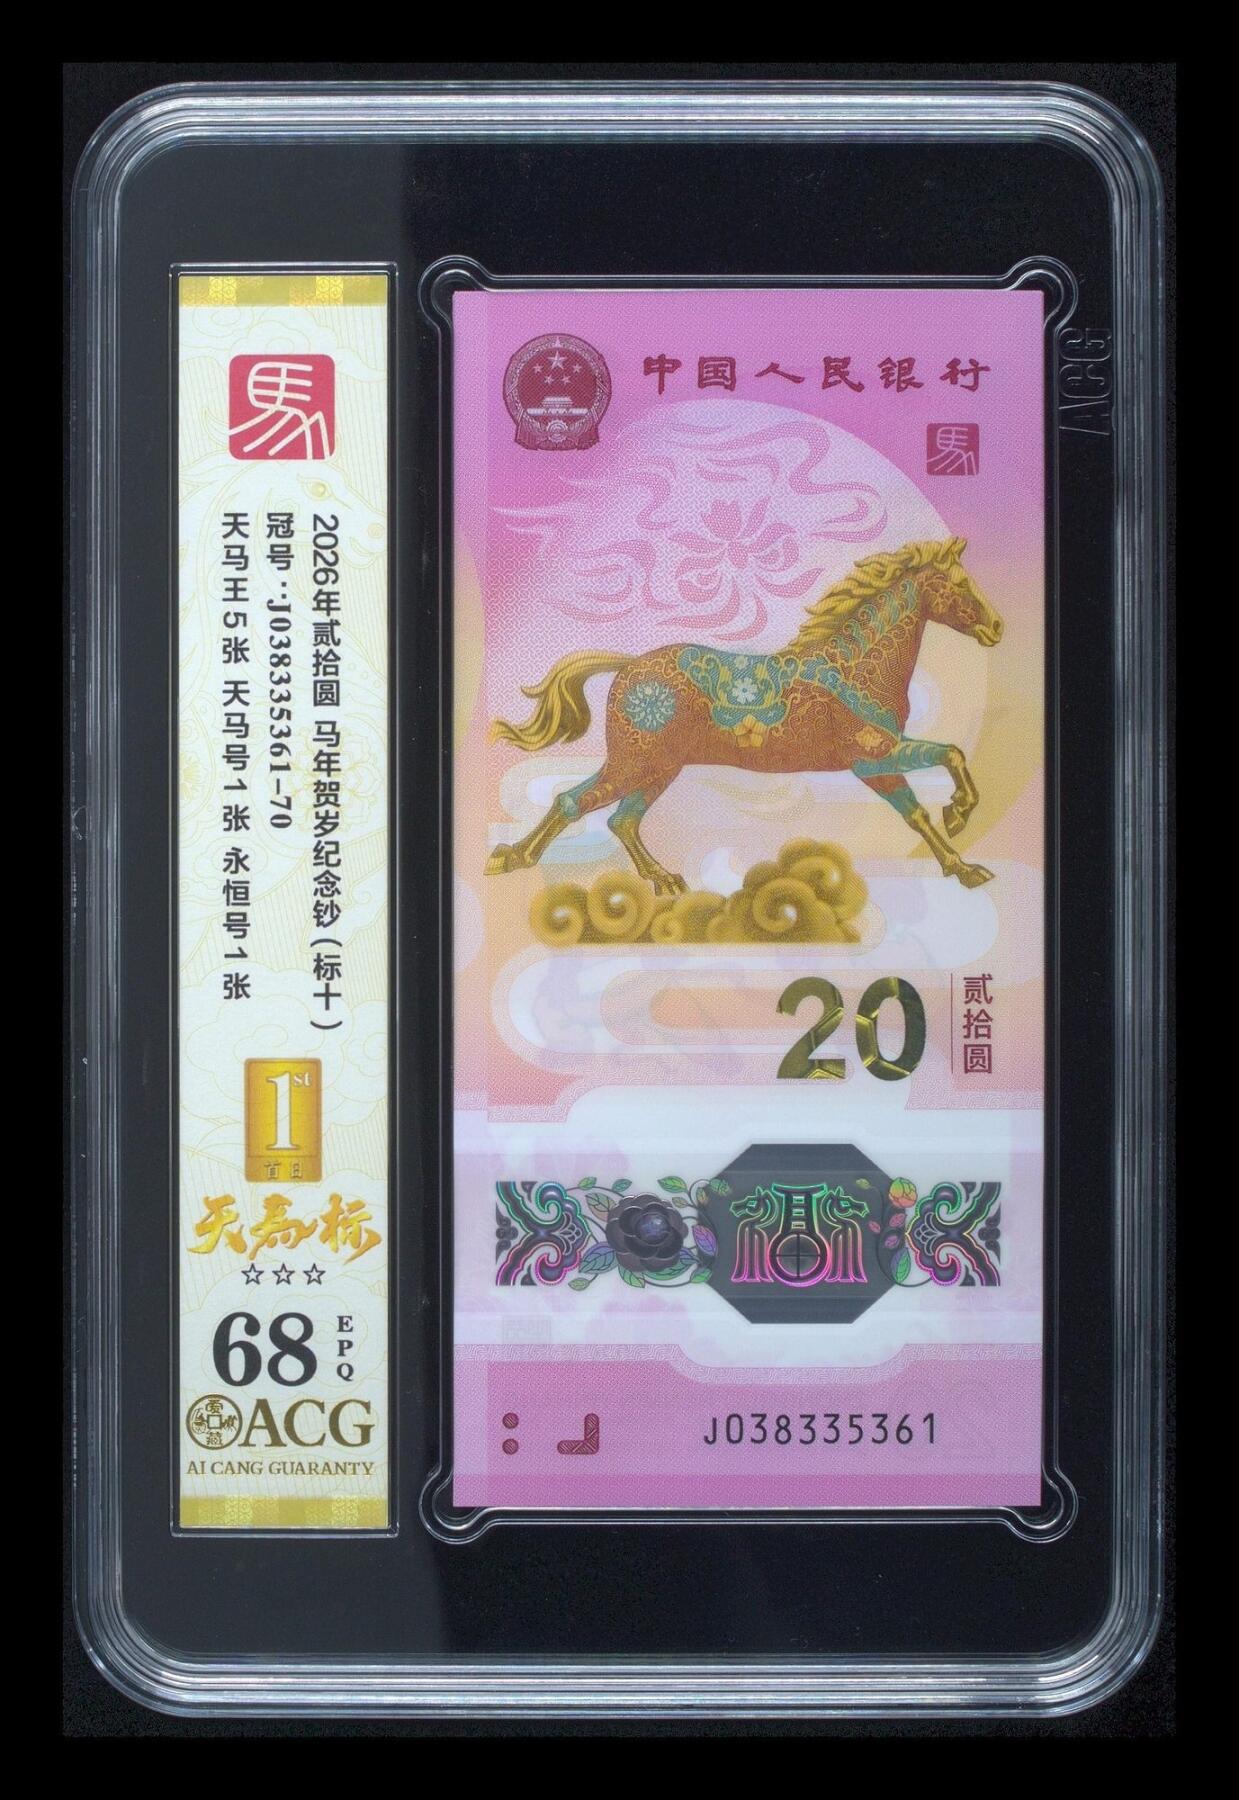 馬
2026年贰拾圆 马年贺岁纪念钞(标十)
冠号:J038335361-70
天马王5张 天马号1张 永恒号1张
1st
首日
天馬标
☆☆☆
68
EPQ
ACG
AI CANG GUARANTY
中国人民银行
馬
20
贰拾圆
J038335361
ACG